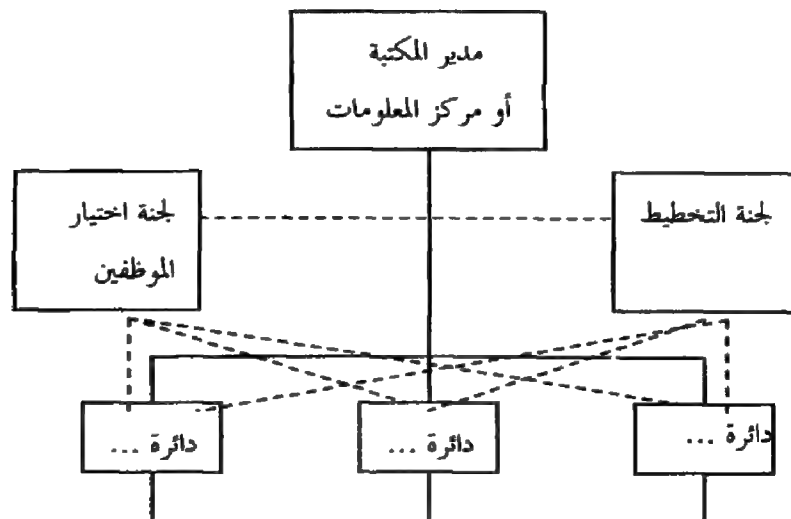 مدير المكتبة
أو مركز المعلومات
لجنة التخطيط
لجنة اختيار
الموظفين
دائرة ...
دائرة ...
دائرة ...